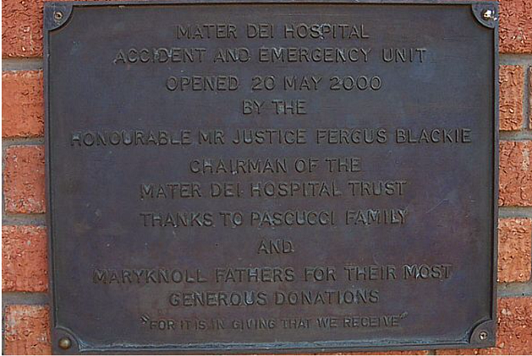 MATER DEI HOSPITAL
ACCIDENT AND EMERGENCY UNIT
OPENED 20 MAY 2000
BY THE
HONOURABLE MR JUSTICE FERGUS BLACKIE
CHAIRMAN OF THE
MATER DEI HOSPITAL TRUST
THANKS TO PASCUCCI FAMILY
AND
MARYKNOLL FATHERS FOR THEIR MOST
GENEROUS DONATIONS
"FOR IT IS IN GIVING THAT WE RECEIVE"